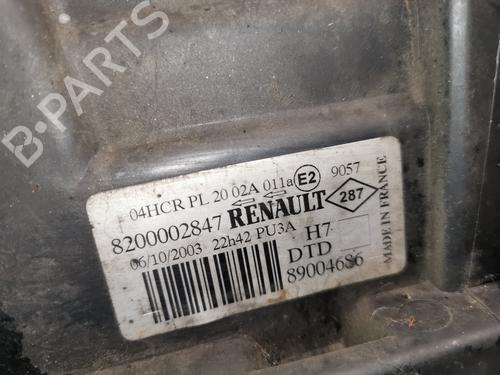 B-PARTS
04HCR PL 20 02A 011a E2 9057
8200002847 RENAULT 287
06/10/2003 22h42 PU3A H7
DTD
89004686
MADE IN FRANCE